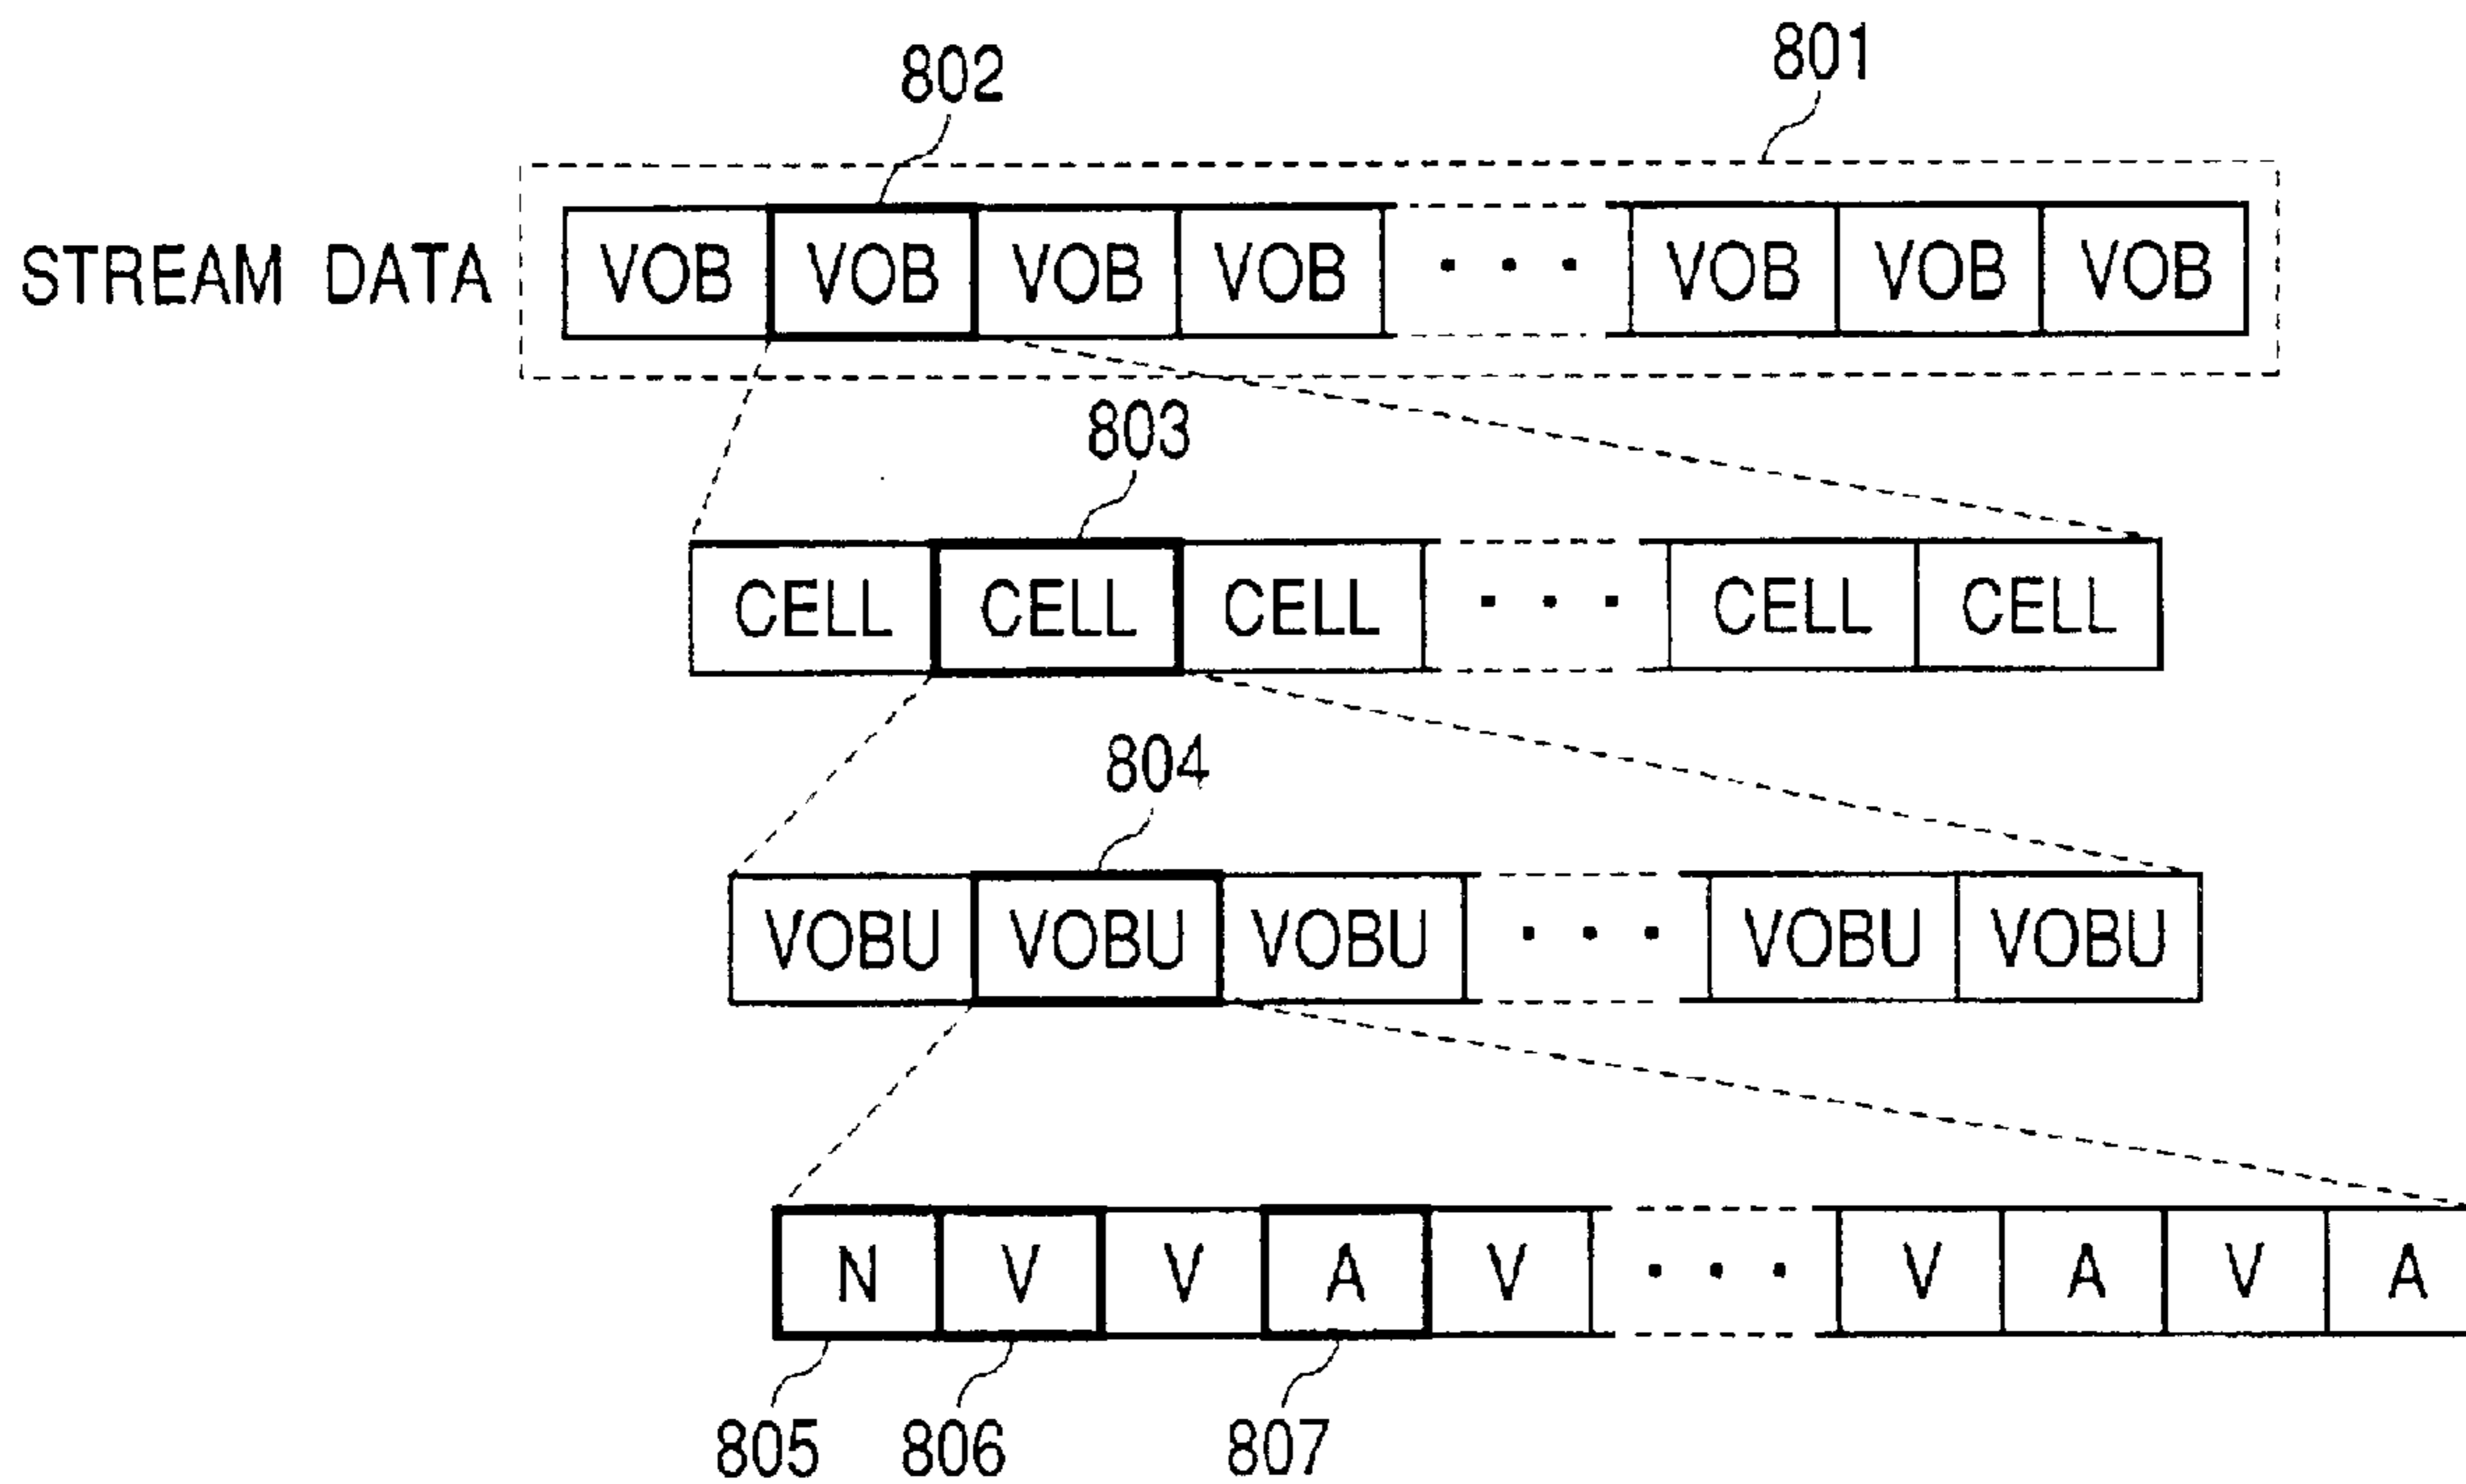 802 801
STREAM DATA VOB VOB VOB VOB ... VOB VOB VOB
803
CELL CELL CELL ... CELL CELL
804
VOBU VOBU VOBU ... VOBU VOBU
N V V A V ... V A V A
805 806 807